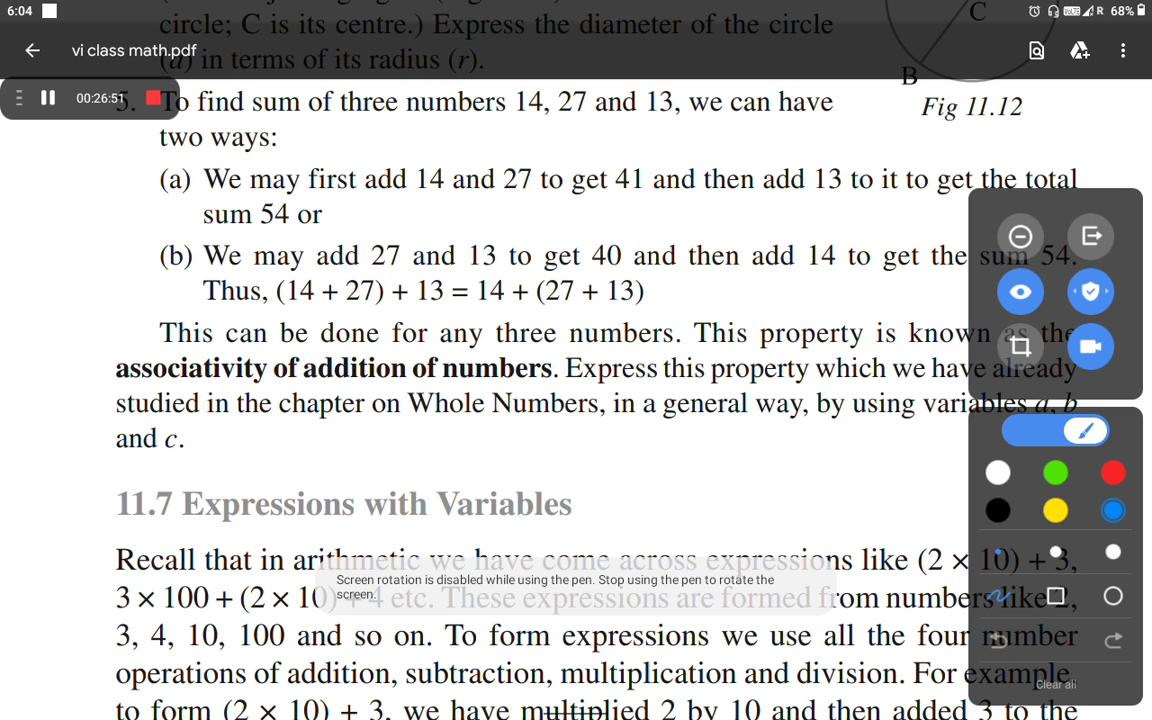 6:04
R 68%
circle; C is its centre.) Express the diameter of the circle
C
vi class math.pdf
(d) in terms of its radius (r).
B
00:26:51
5. To find sum of three numbers 14, 27 and 13, we can have
Fig 11.12
two ways:
(a) We may first add 14 and 27 to get 41 and then add 13 to it to get the total
sum 54 or
(b) We may add 27 and 13 to get 40 and then add 14 to get the sum 54.
Thus, (14 + 27) + 13 = 14 + (27 + 13)
This can be done for any three numbers. This property is known as the
associativity of addition of numbers. Express this property which we have already
studied in the chapter on Whole Numbers, in a general way, by using variables a, b
and c.
11.7 Expressions with Variables
Recall that in arithmetic we have come across expressions like (2 × 10) + 3,
Screen rotation is disabled while using the pen. Stop using the pen to rotate the
screen.
3 × 100 + (2 × 10) + 4 etc. These expressions are formed from numbers like 2,
3, 4, 10, 100 and so on. To form expressions we use all the four number
operations of addition, subtraction, multiplication and division. For example,
Clear all
to form (2 × 10) + 3, we have multiplied 2 by 10 and then added 3 to the